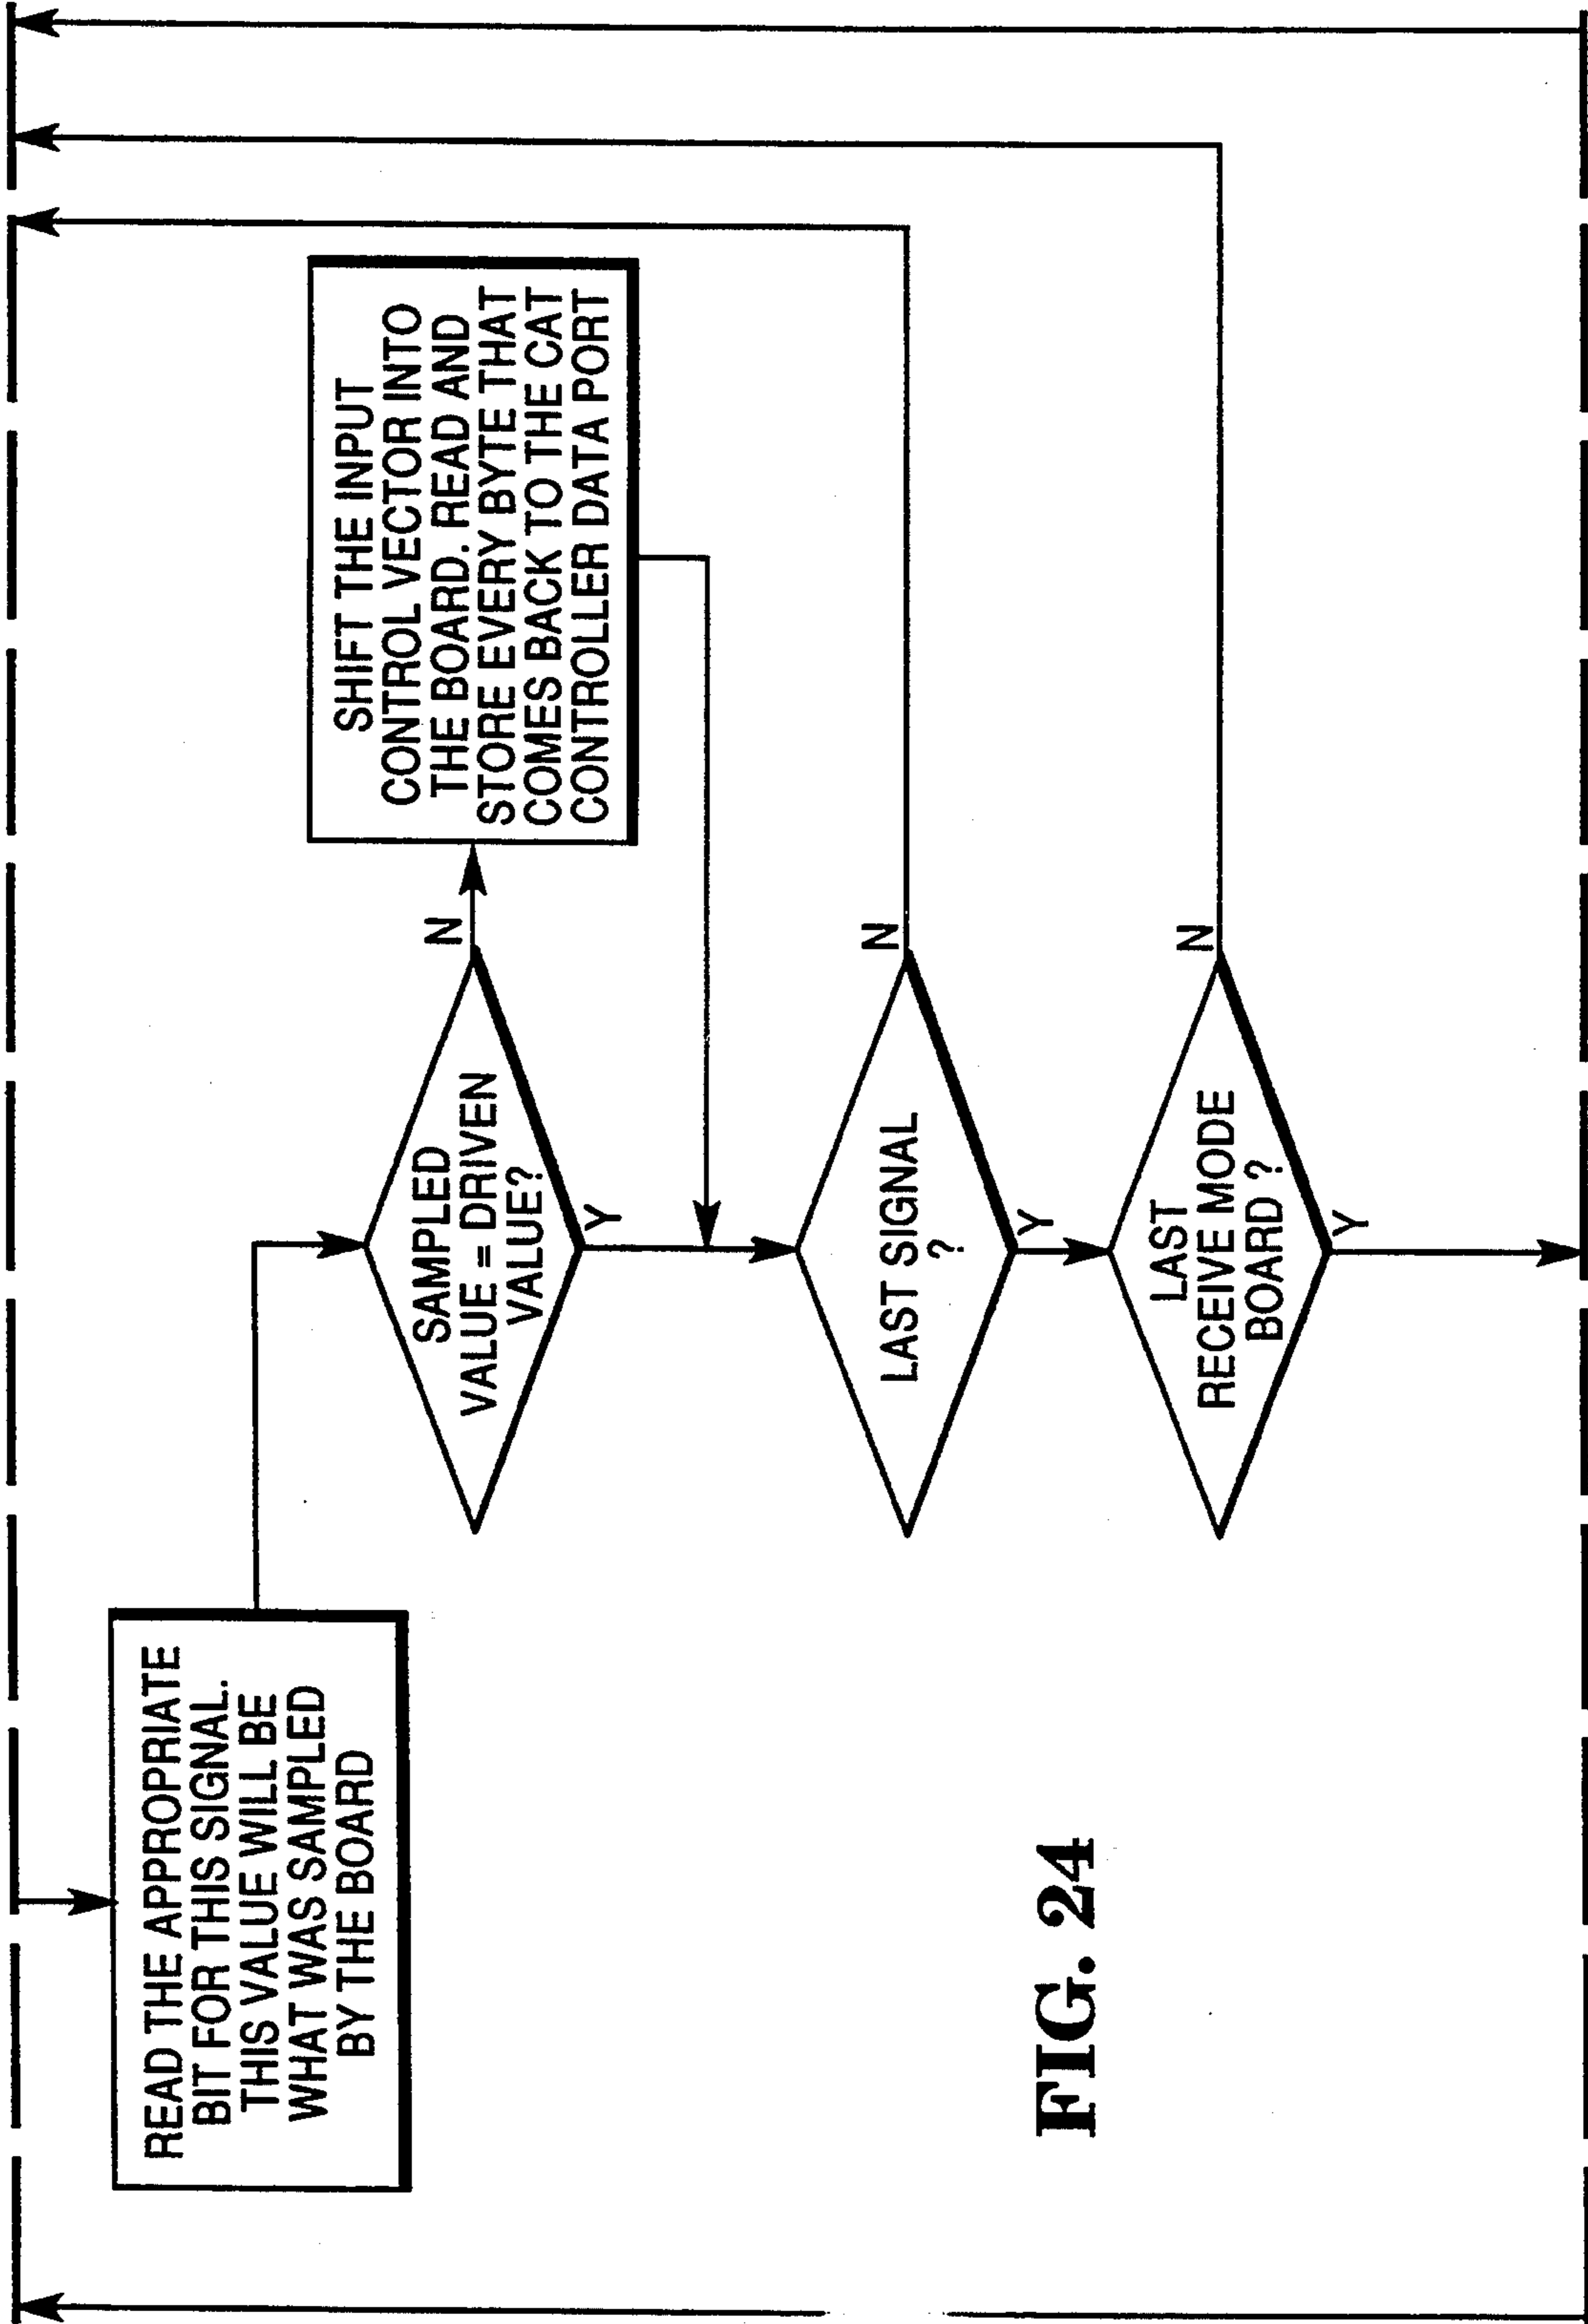 READ THE APPROPRIATE
BIT FOR THIS SIGNAL.
THIS VALUE WILL BE
WHAT WAS SAMPLED
BY THE BOARD
SAMPLED
VALUE = DRIVEN
VALUE?
N
Y
SHIFT THE INPUT
CONTROL VECTOR INTO
THE BOARD. READ AND
STORE EVERY BYTE THAT
COMES BACK TO THE CAT
CONTROLLER DATA PORT
LAST SIGNAL
?
N
Y
LAST
RECEIVE MODE
BOARD ?
N
Y
FIG. 24